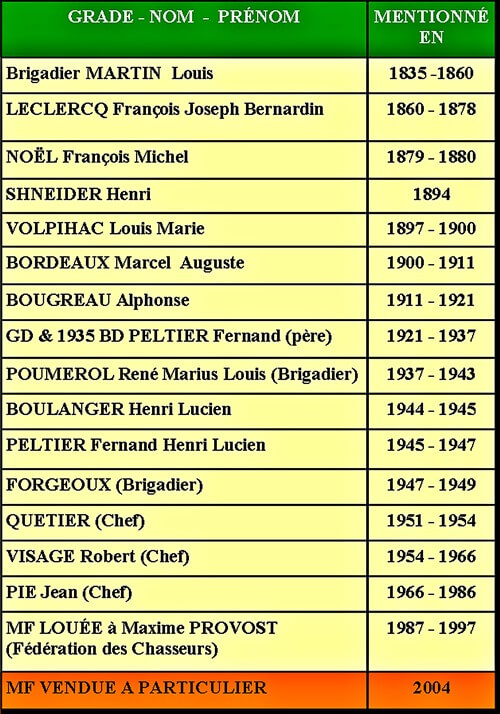 GRADE - NOM - PRÉNOM MENTIONNÉ
EN
Brigadier MARTIN Louis 1835 -1860
LECLERCQ François Joseph Bernardin 1860 - 1878
NOËL François Michel 1879 - 1880
SHNEIDER Henri 1894
VOLPIHAC Louis Marie 1897 - 1900
BORDEAUX Marcel Auguste 1900 - 1911
BOUGREAU Alphonse 1911 - 1921
GD & 1935 BD PELTIER Fernand (père) 1921 - 1937
POUMEROL René Marius Louis (Brigadier) 1937 - 1943
BOULANGER Henri Lucien 1944 - 1945
PELTIER Fernand Henri Lucien 1945 - 1947
FORGEOUX (Brigadier) 1947 - 1949
QUETIER (Chef) 1951 - 1954
VISAGE Robert (Chef) 1954 - 1966
PIE Jean (Chef) 1966 - 1986
MF LOUÉE à Maxime PROVOST 1987 - 1997
(Fédération des Chasseurs)
MF VENDUE A PARTICULIER 2004